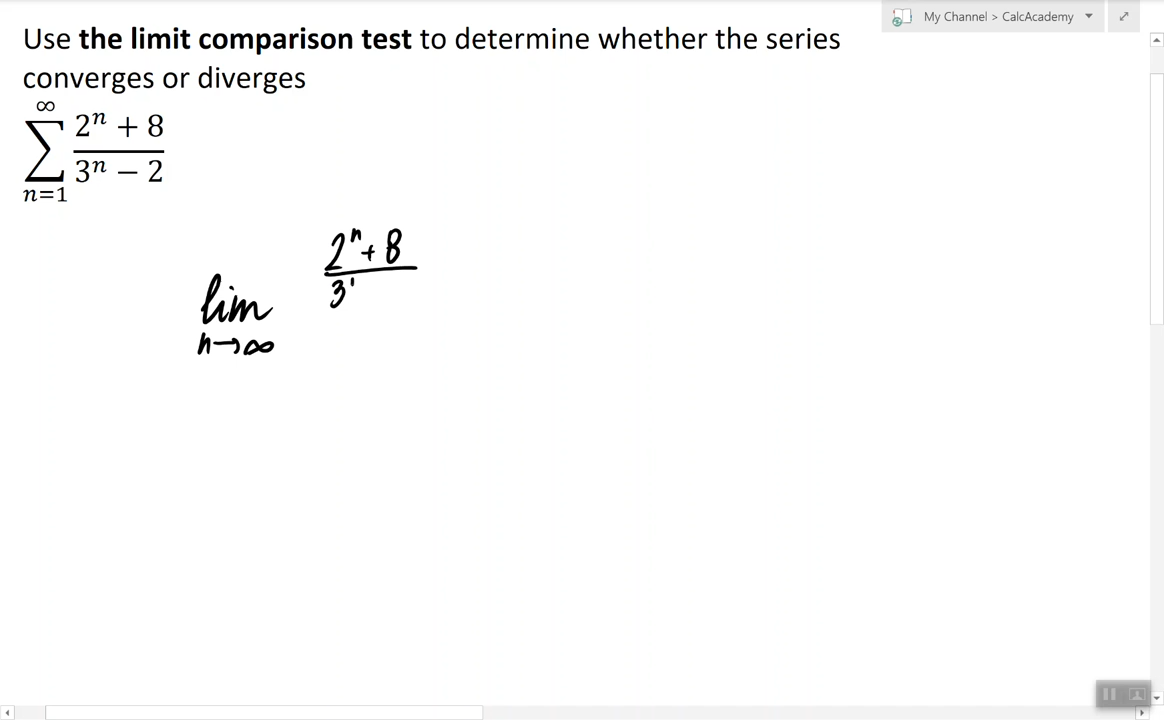 My Channel > CalcAcademy
Use the limit comparison test to determine whether the series
converges or diverges
∞
∑ (2ⁿ + 8)/(3ⁿ − 2)
n=1
lim (2ⁿ + 8)/3
n→∞